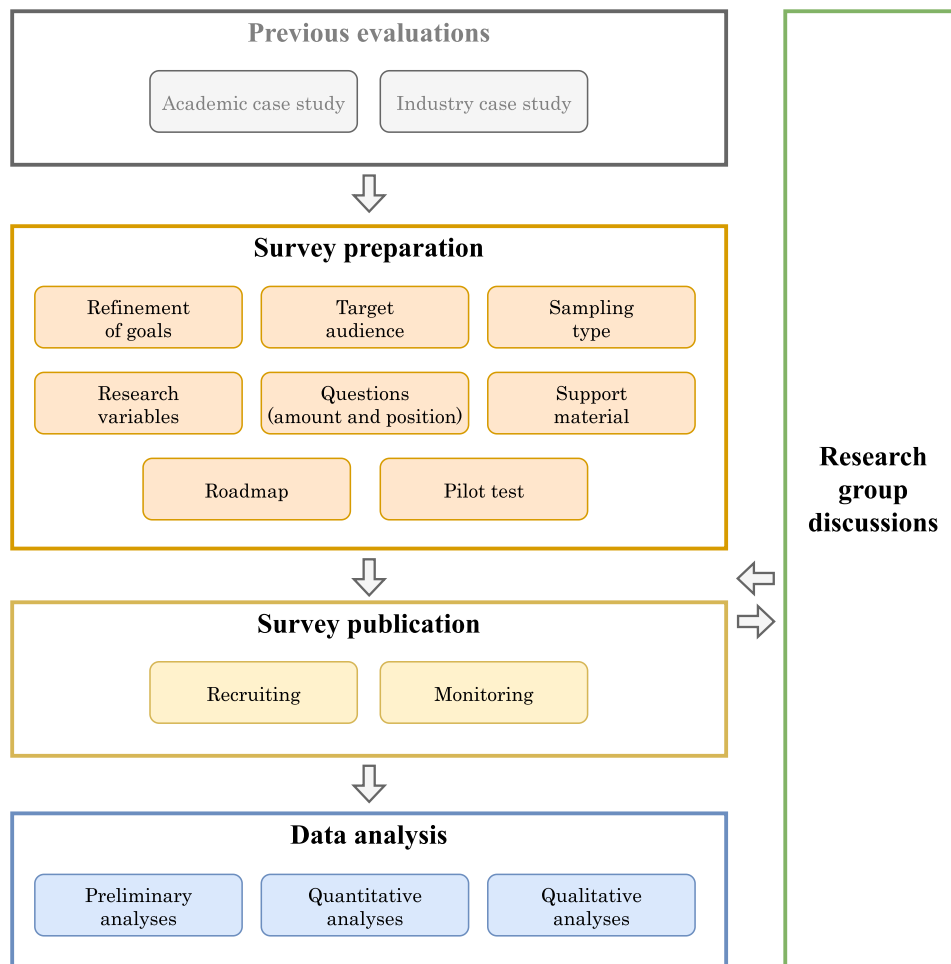 Previous evaluations
Academic case study
Industry case study
Survey preparation
Refinement
of goals
Target
audience
Sampling
type
Research
variables
Questions
(amount and position)
Support
material
Roadmap
Pilot test
Survey publication
Recruiting
Monitoring
Data analysis
Preliminary
analyses
Quantitative
analyses
Qualitative
analyses
Research
group
discussions